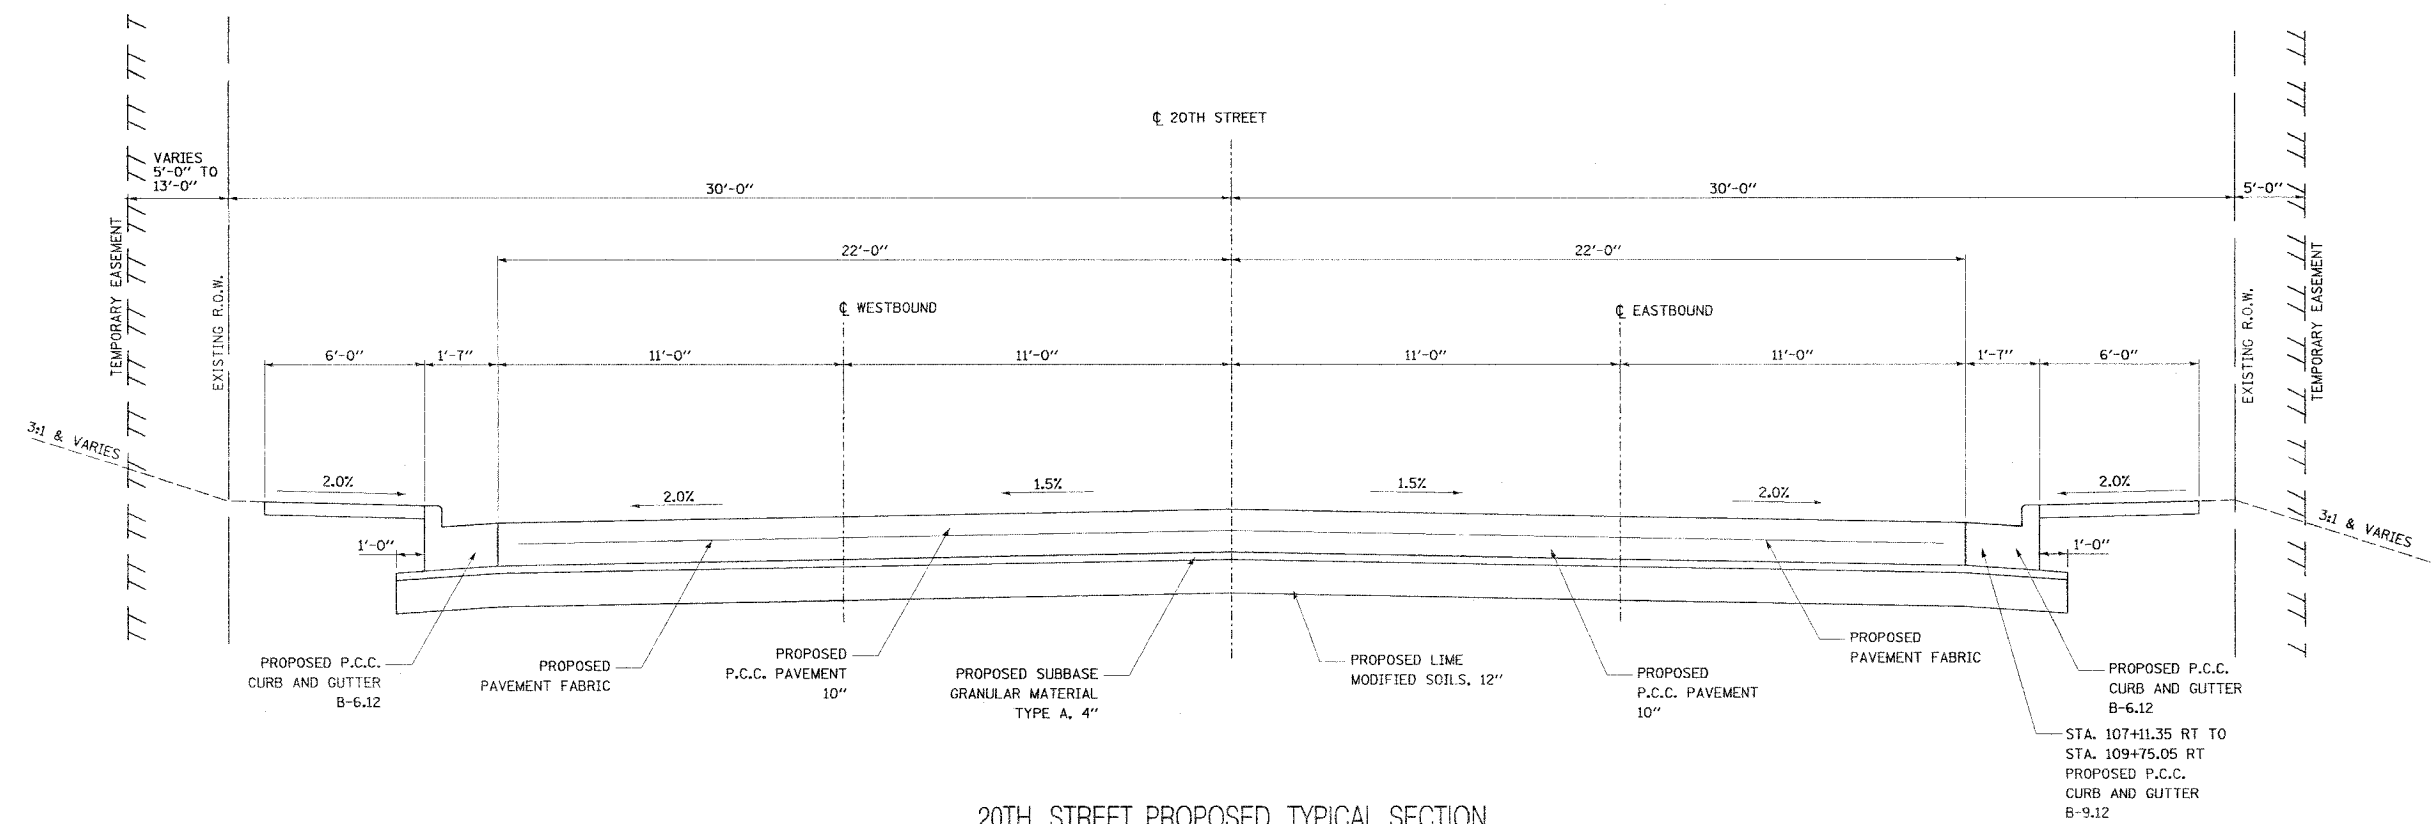 ℄ 20TH STREET
VARIES
5'-0" TO
13'-0"
30'-0"
30'-0"
5'-0"
TEMPORARY EASEMENT
EXISTING R.O.W.
22'-0"
22'-0"
EXISTING R.O.W.
TEMPORARY EASEMENT
℄ WESTBOUND
℄ EASTBOUND
6'-0"
1'-7"
11'-0"
11'-0"
11'-0"
11'-0"
1'-7"
6'-0"
3:1 & VARIES
2.0%
2.0%
1.5%
1.5%
2.0%
2.0%
3:1 & VARIES
1'-0"
1'-0"
PROPOSED P.C.C.
CURB AND GUTTER
B-6.12
PROPOSED
PAVEMENT FABRIC
PROPOSED
P.C.C. PAVEMENT
10"
PROPOSED SUBBASE
GRANULAR MATERIAL
TYPE A, 4"
PROPOSED LIME
MODIFIED SOILS, 12"
PROPOSED
P.C.C. PAVEMENT
10"
PROPOSED
PAVEMENT FABRIC
PROPOSED P.C.C.
CURB AND GUTTER
B-6.12
STA. 107+11.35 RT TO
STA. 109+75.05 RT
PROPOSED P.C.C.
CURB AND GUTTER
B-9.12
20TH STREET PROPOSED TYPICAL SECTION